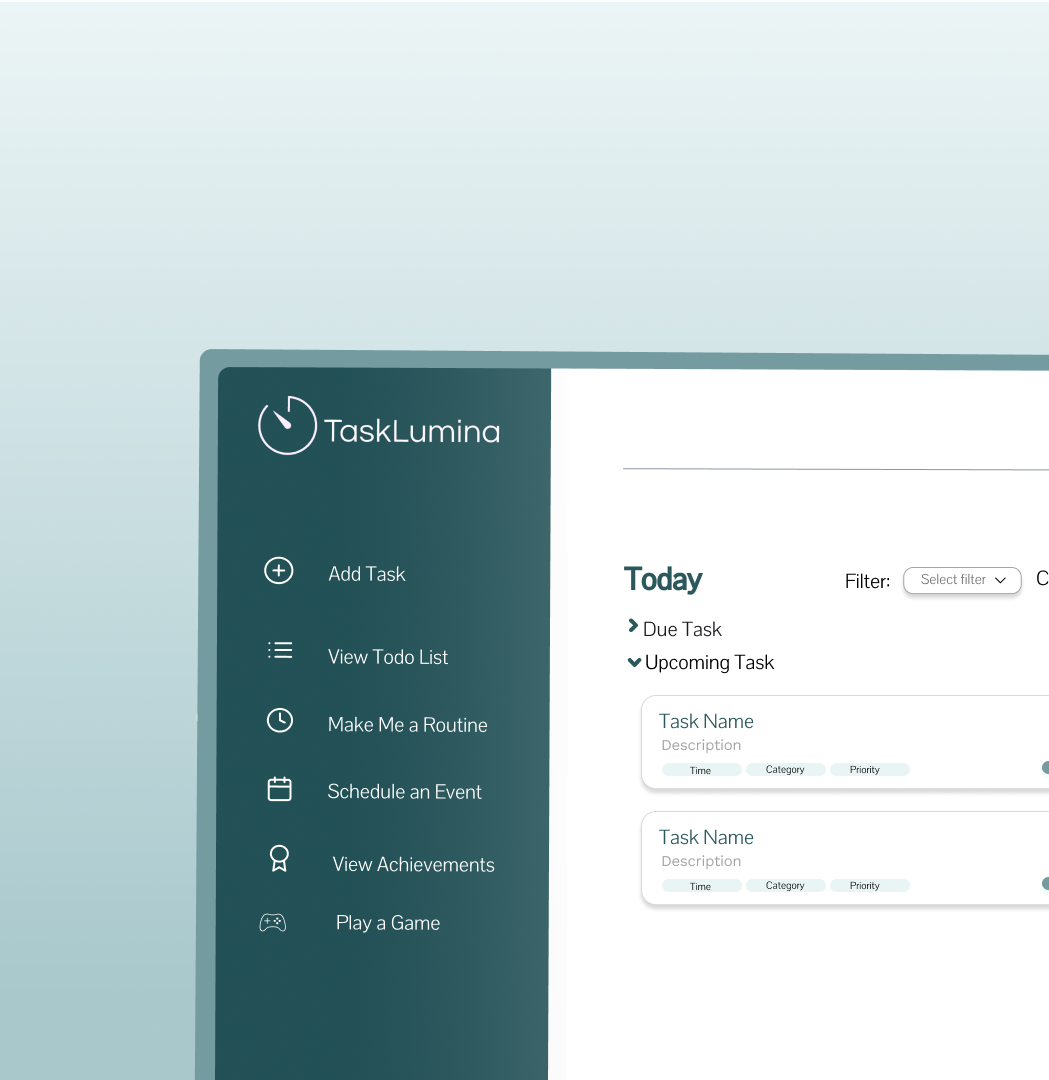 TaskLumina
Add Task
View Todo List
Make Me a Routine
Schedule an Event
View Achievements
Play a Game
Today
Filter:
Select filter
C
Due Task
Upcoming Task
Task Name
Description
Time
Category
Priority
Task Name
Description
Time
Category
Priority